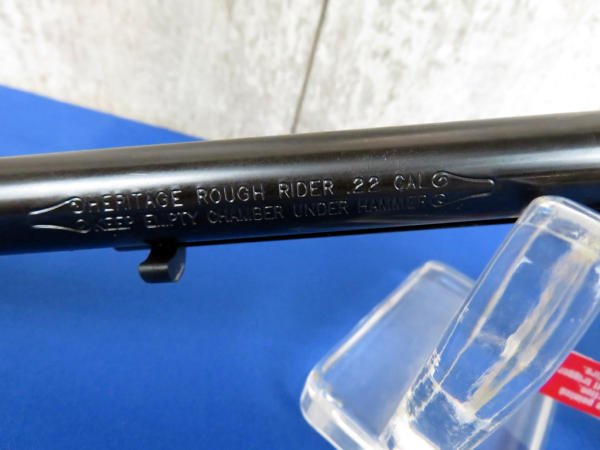 HERITAGE ROUGH RIDER 22 CAL
KEEP EMPTY CHAMBER UNDER HAMMER